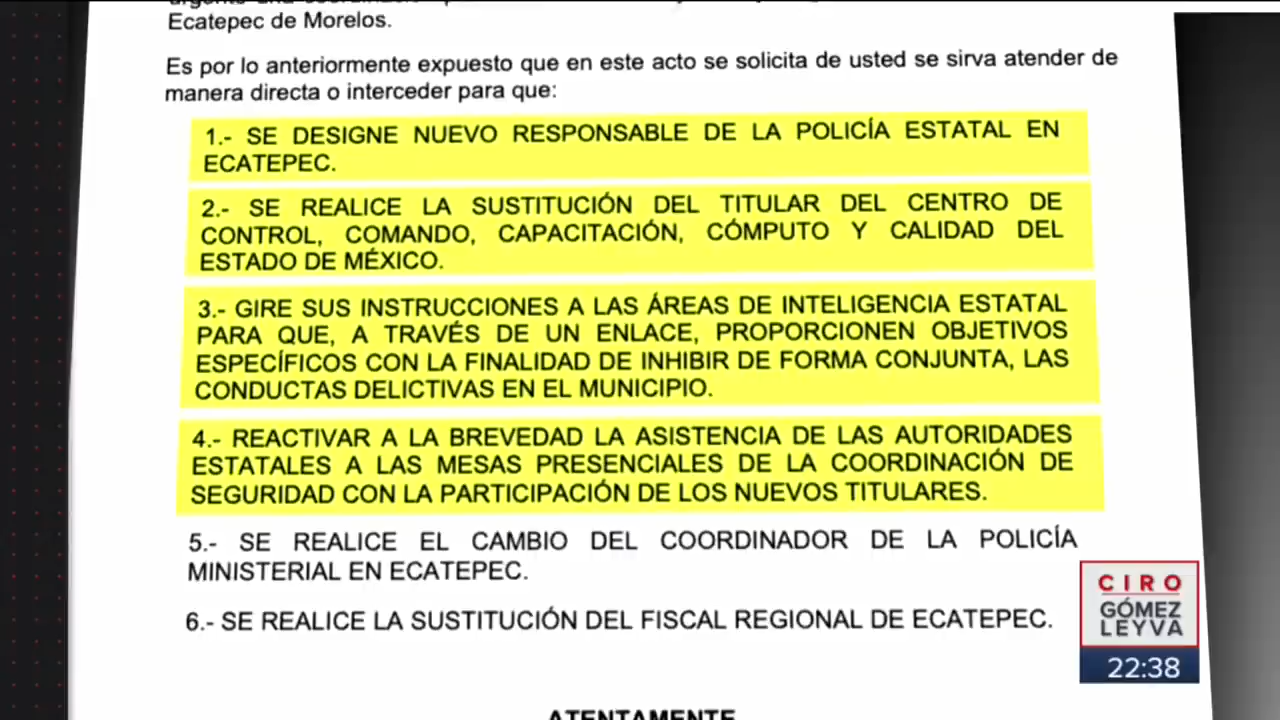 Ecatepec de Morelos.
Es por lo anteriormente expuesto que en este acto se solicita de usted se sirva atender de
manera directa o interceder para que:
1.- SE DESIGNE NUEVO RESPONSABLE DE LA POLICÍA ESTATAL EN
ECATEPEC.
2.- SE REALICE LA SUSTITUCIÓN DEL TITULAR DEL CENTRO DE
CONTROL, COMANDO, CAPACITACIÓN, CÓMPUTO Y CALIDAD DEL
ESTADO DE MÉXICO.
3.- GIRE SUS INSTRUCCIONES A LAS ÁREAS DE INTELIGENCIA ESTATAL
PARA QUE, A TRAVÉS DE UN ENLACE, PROPORCIONEN OBJETIVOS
ESPECÍFICOS CON LA FINALIDAD DE INHIBIR DE FORMA CONJUNTA, LAS
CONDUCTAS DELICTIVAS EN EL MUNICIPIO.
4.- REACTIVAR A LA BREVEDAD LA ASISTENCIA DE LAS AUTORIDADES
ESTATALES A LAS MESAS PRESENCIALES DE LA COORDINACIÓN DE
SEGURIDAD CON LA PARTICIPACIÓN DE LOS NUEVOS TITULARES.
5.- SE REALICE EL CAMBIO DEL COORDINADOR DE LA POLICÍA
MINISTERIAL EN ECATEPEC.
6.- SE REALICE LA SUSTITUCIÓN DEL FISCAL REGIONAL DE ECATEPEC.
ATENTAMENTE
CIRO
GÓMEZ
LEYVA
22:38